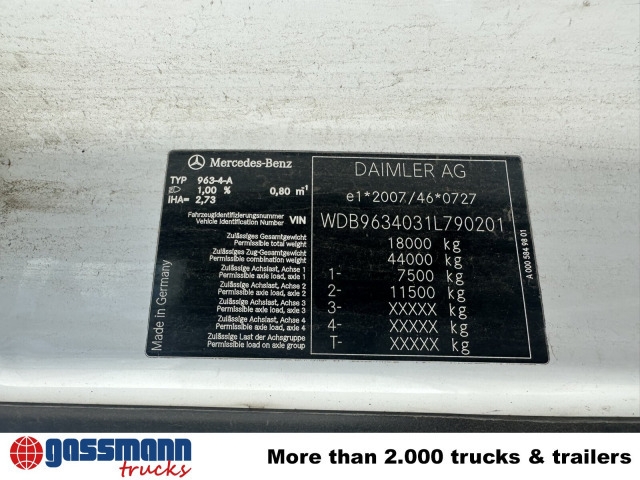 Mercedes-Benz
DAIMLER AG
TYP 963-4-A
1,00 % 0,80 m⁻¹
IHA= 2,73
e1*2007/46*0727
Fahrzeugidentifizierungsnummer
Vehicle Identification Number VIN
WDB9634031L790201
Zulässiges Gesamtgewicht
Permissible total weight
18000 kg
Zulässiges Zug-Gesamtgewicht
Permissible combination weight
44000 kg
Zulässige Achslast, Achse 1
Permissible axle load, axle 1
1- 7500 kg
Zulässige Achslast, Achse 2
Permissible axle load, axle 2
2- 11500 kg
Zulässige Achslast, Achse 3
Permissible axle load, axle 3
3- XXXXX kg
Zulässige Achslast, Achse 4
Permissible axle load, axle 4
4- XXXXX kg
Zulässige Last der Achsgruppe
Permissible load on axle group
T- XXXXX kg
Made in Germany
A 000 584 98 01
gassmann
trucks
More than 2.000 trucks & trailers